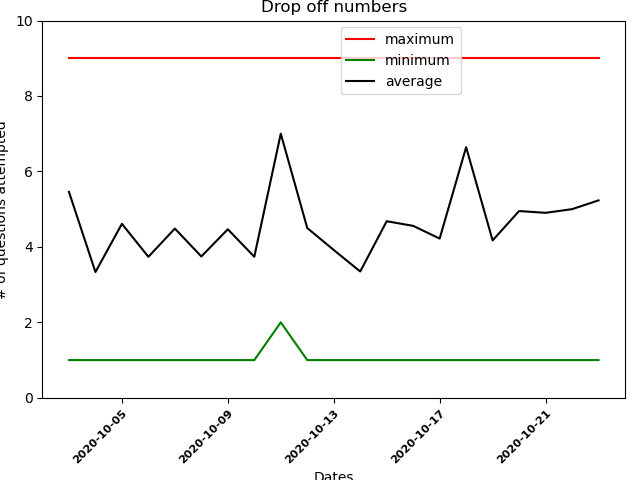 Drop off numbers
maximum
minimum
average
# of questions attempted
10
8
6
4
2
0
2020-10-05
2020-10-09
2020-10-13
2020-10-17
2020-10-21
Dates